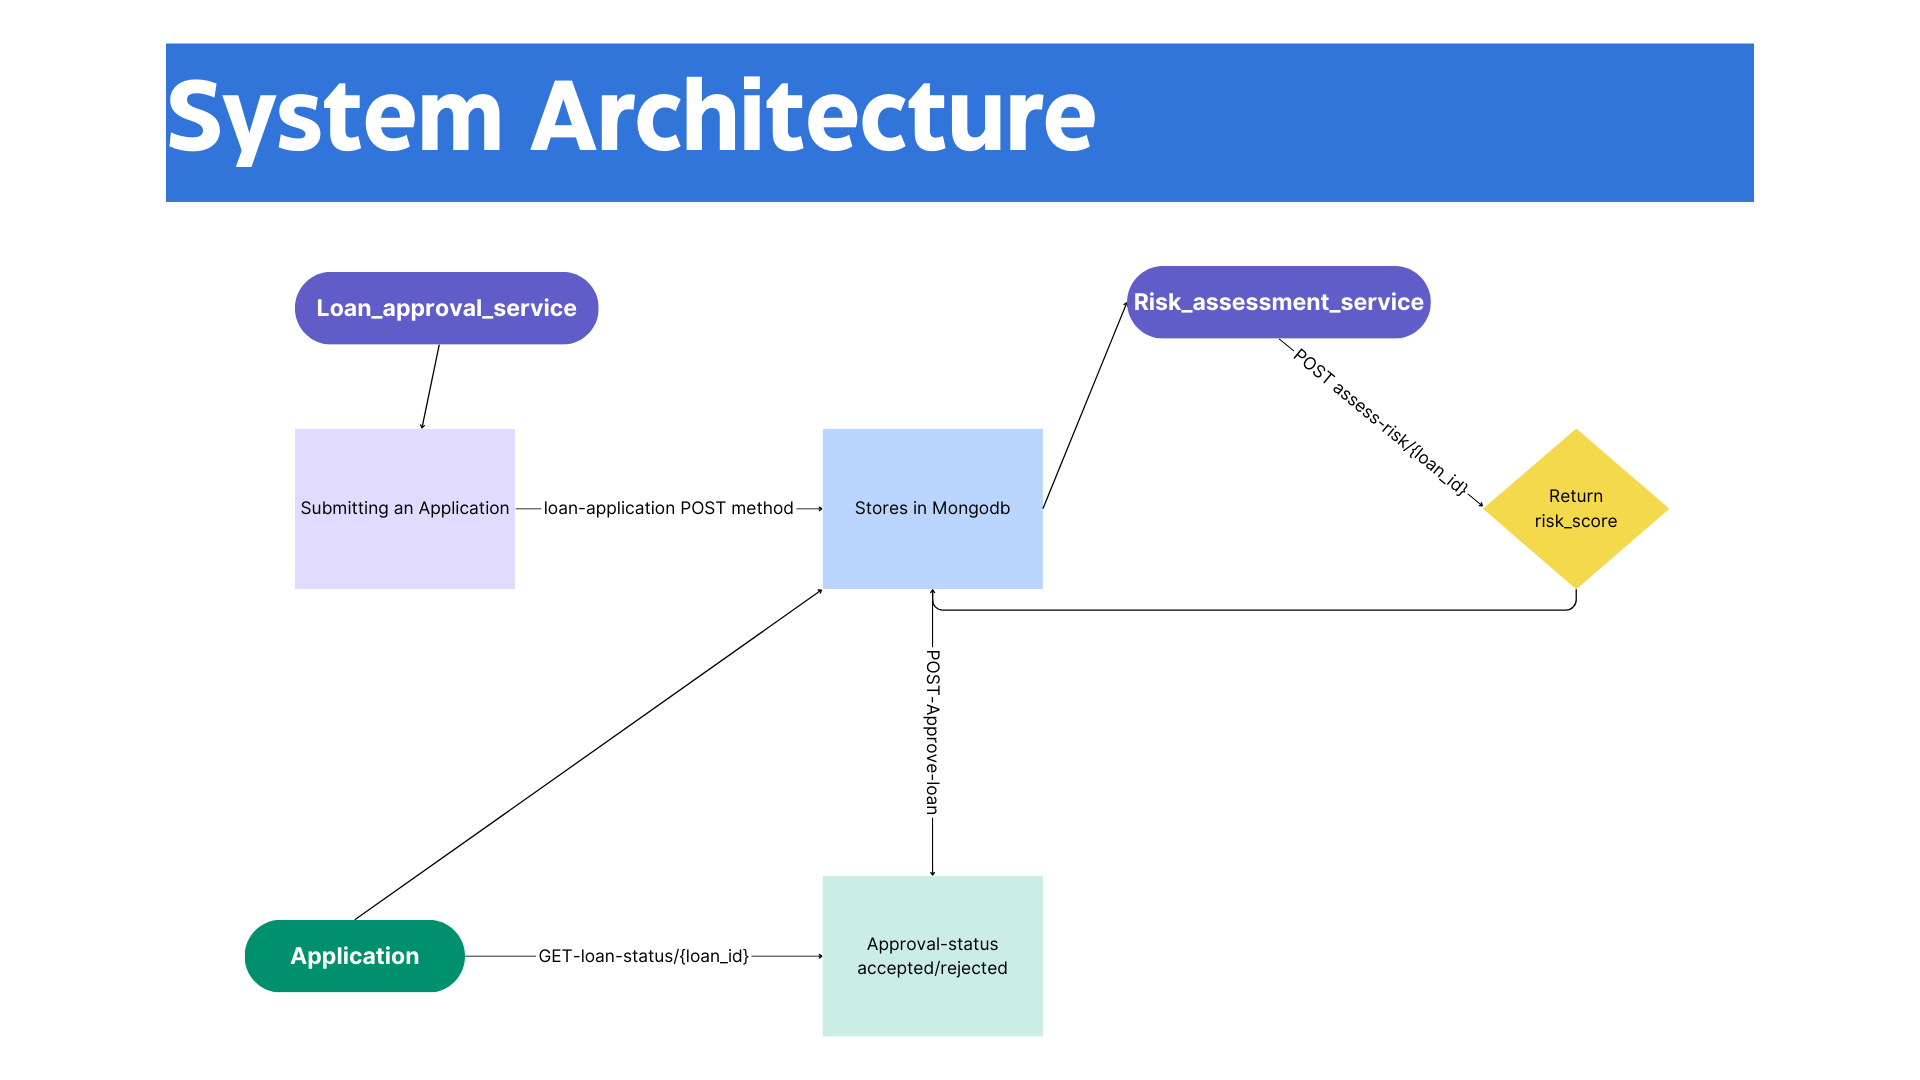 System Architecture
Loan_approval_service
Risk_assessment_service
POST assess-risk/{loan_id}
Submitting an Application
loan-application POST method
Stores in Mongodb
Return
risk_score
POST-Approve-loan
Application
GET-loan-status/{loan_id}
Approval-status
accepted/rejected